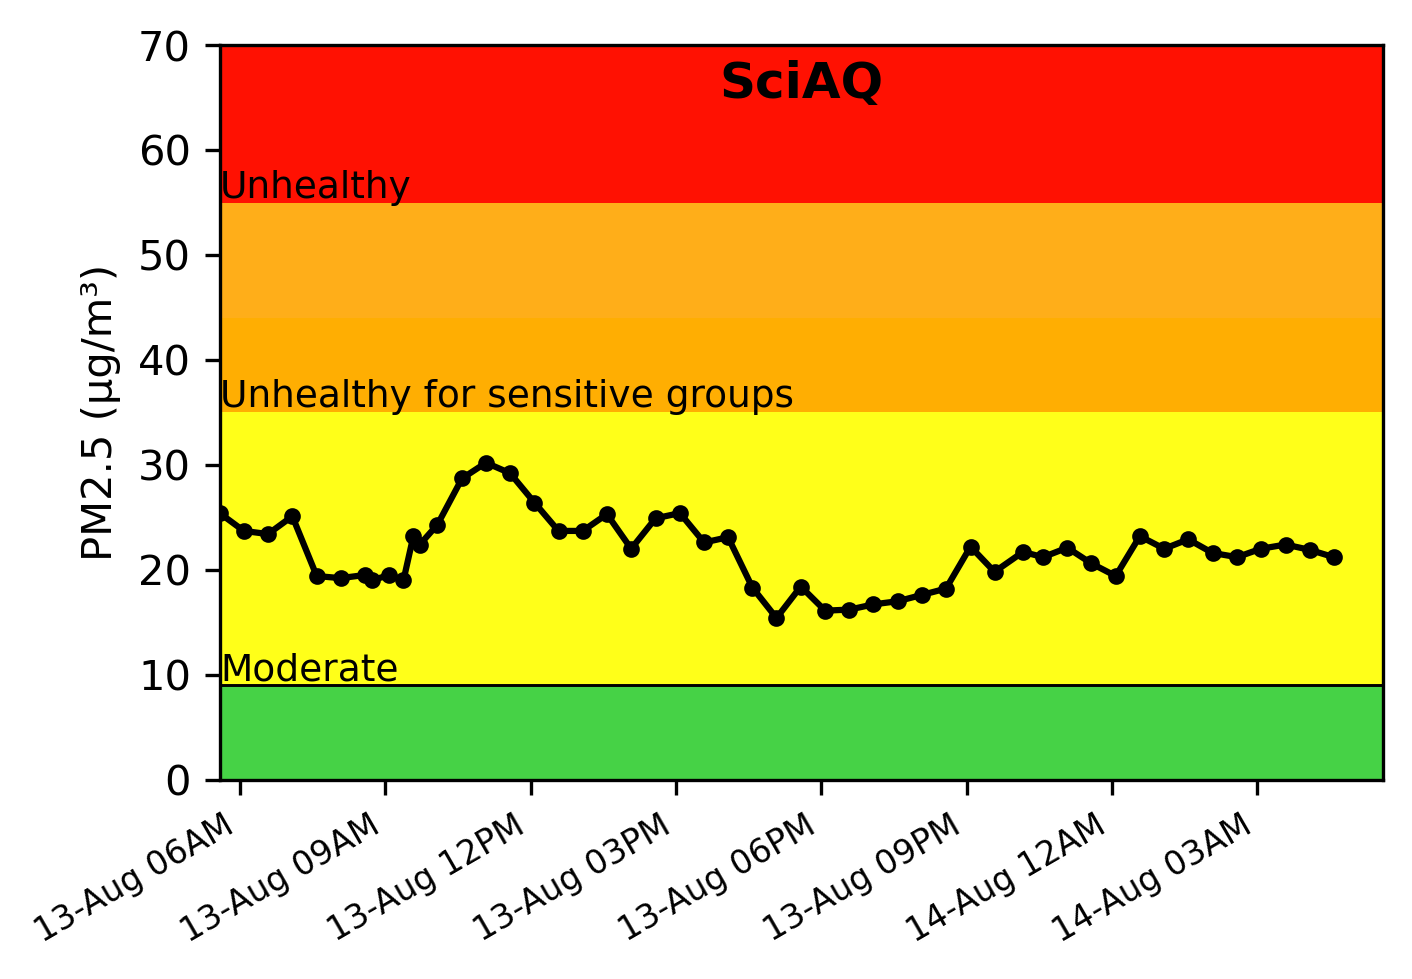 SciAQ
70
60
50
40
30
20
10
0
PM2.5 (µg/m³)
Unhealthy
Unhealthy for sensitive groups
Moderate
13-Aug 06AM
13-Aug 09AM
13-Aug 12PM
13-Aug 03PM
13-Aug 06PM
13-Aug 09PM
14-Aug 12AM
14-Aug 03AM